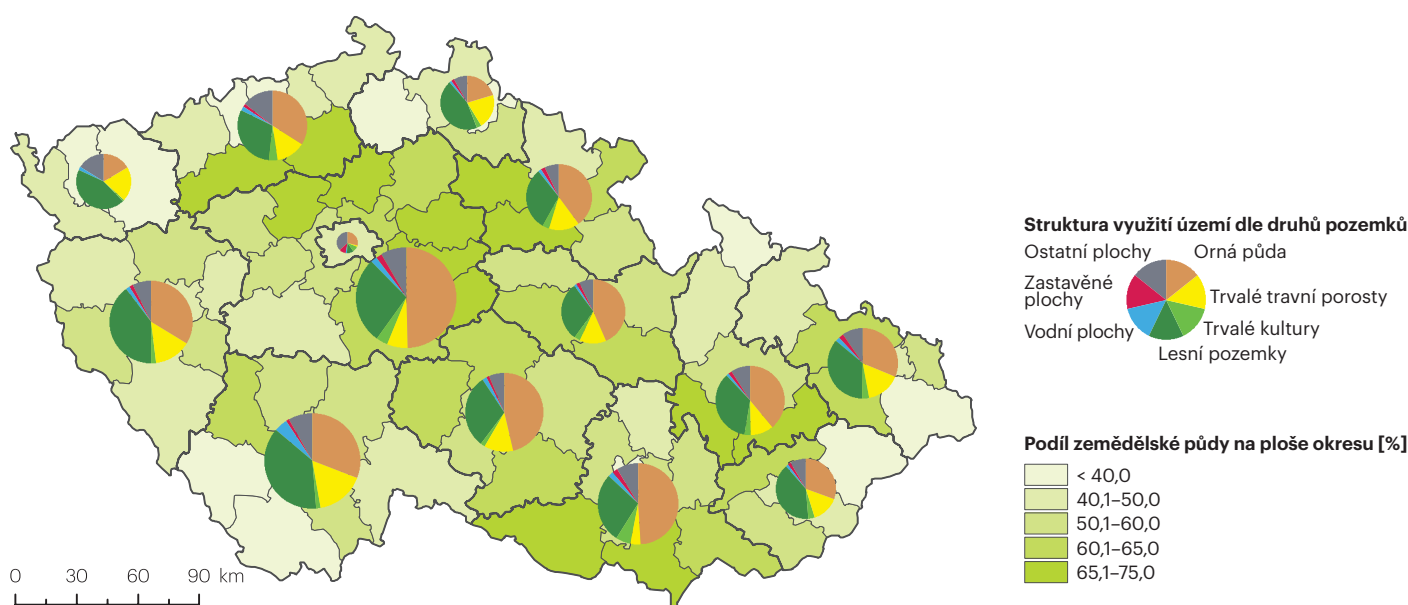 Struktura využití území dle druhů pozemků
Ostatní plochy
Orná půda
Zastavěné
plochy
Trvalé travní porosty
Vodní plochy
Trvalé kultury
Lesní pozemky
Podíl zemědělské půdy na ploše okresu [%]
< 40,0
40,1–50,0
50,1–60,0
60,1–65,0
65,1–75,0
0 30 60 90 km